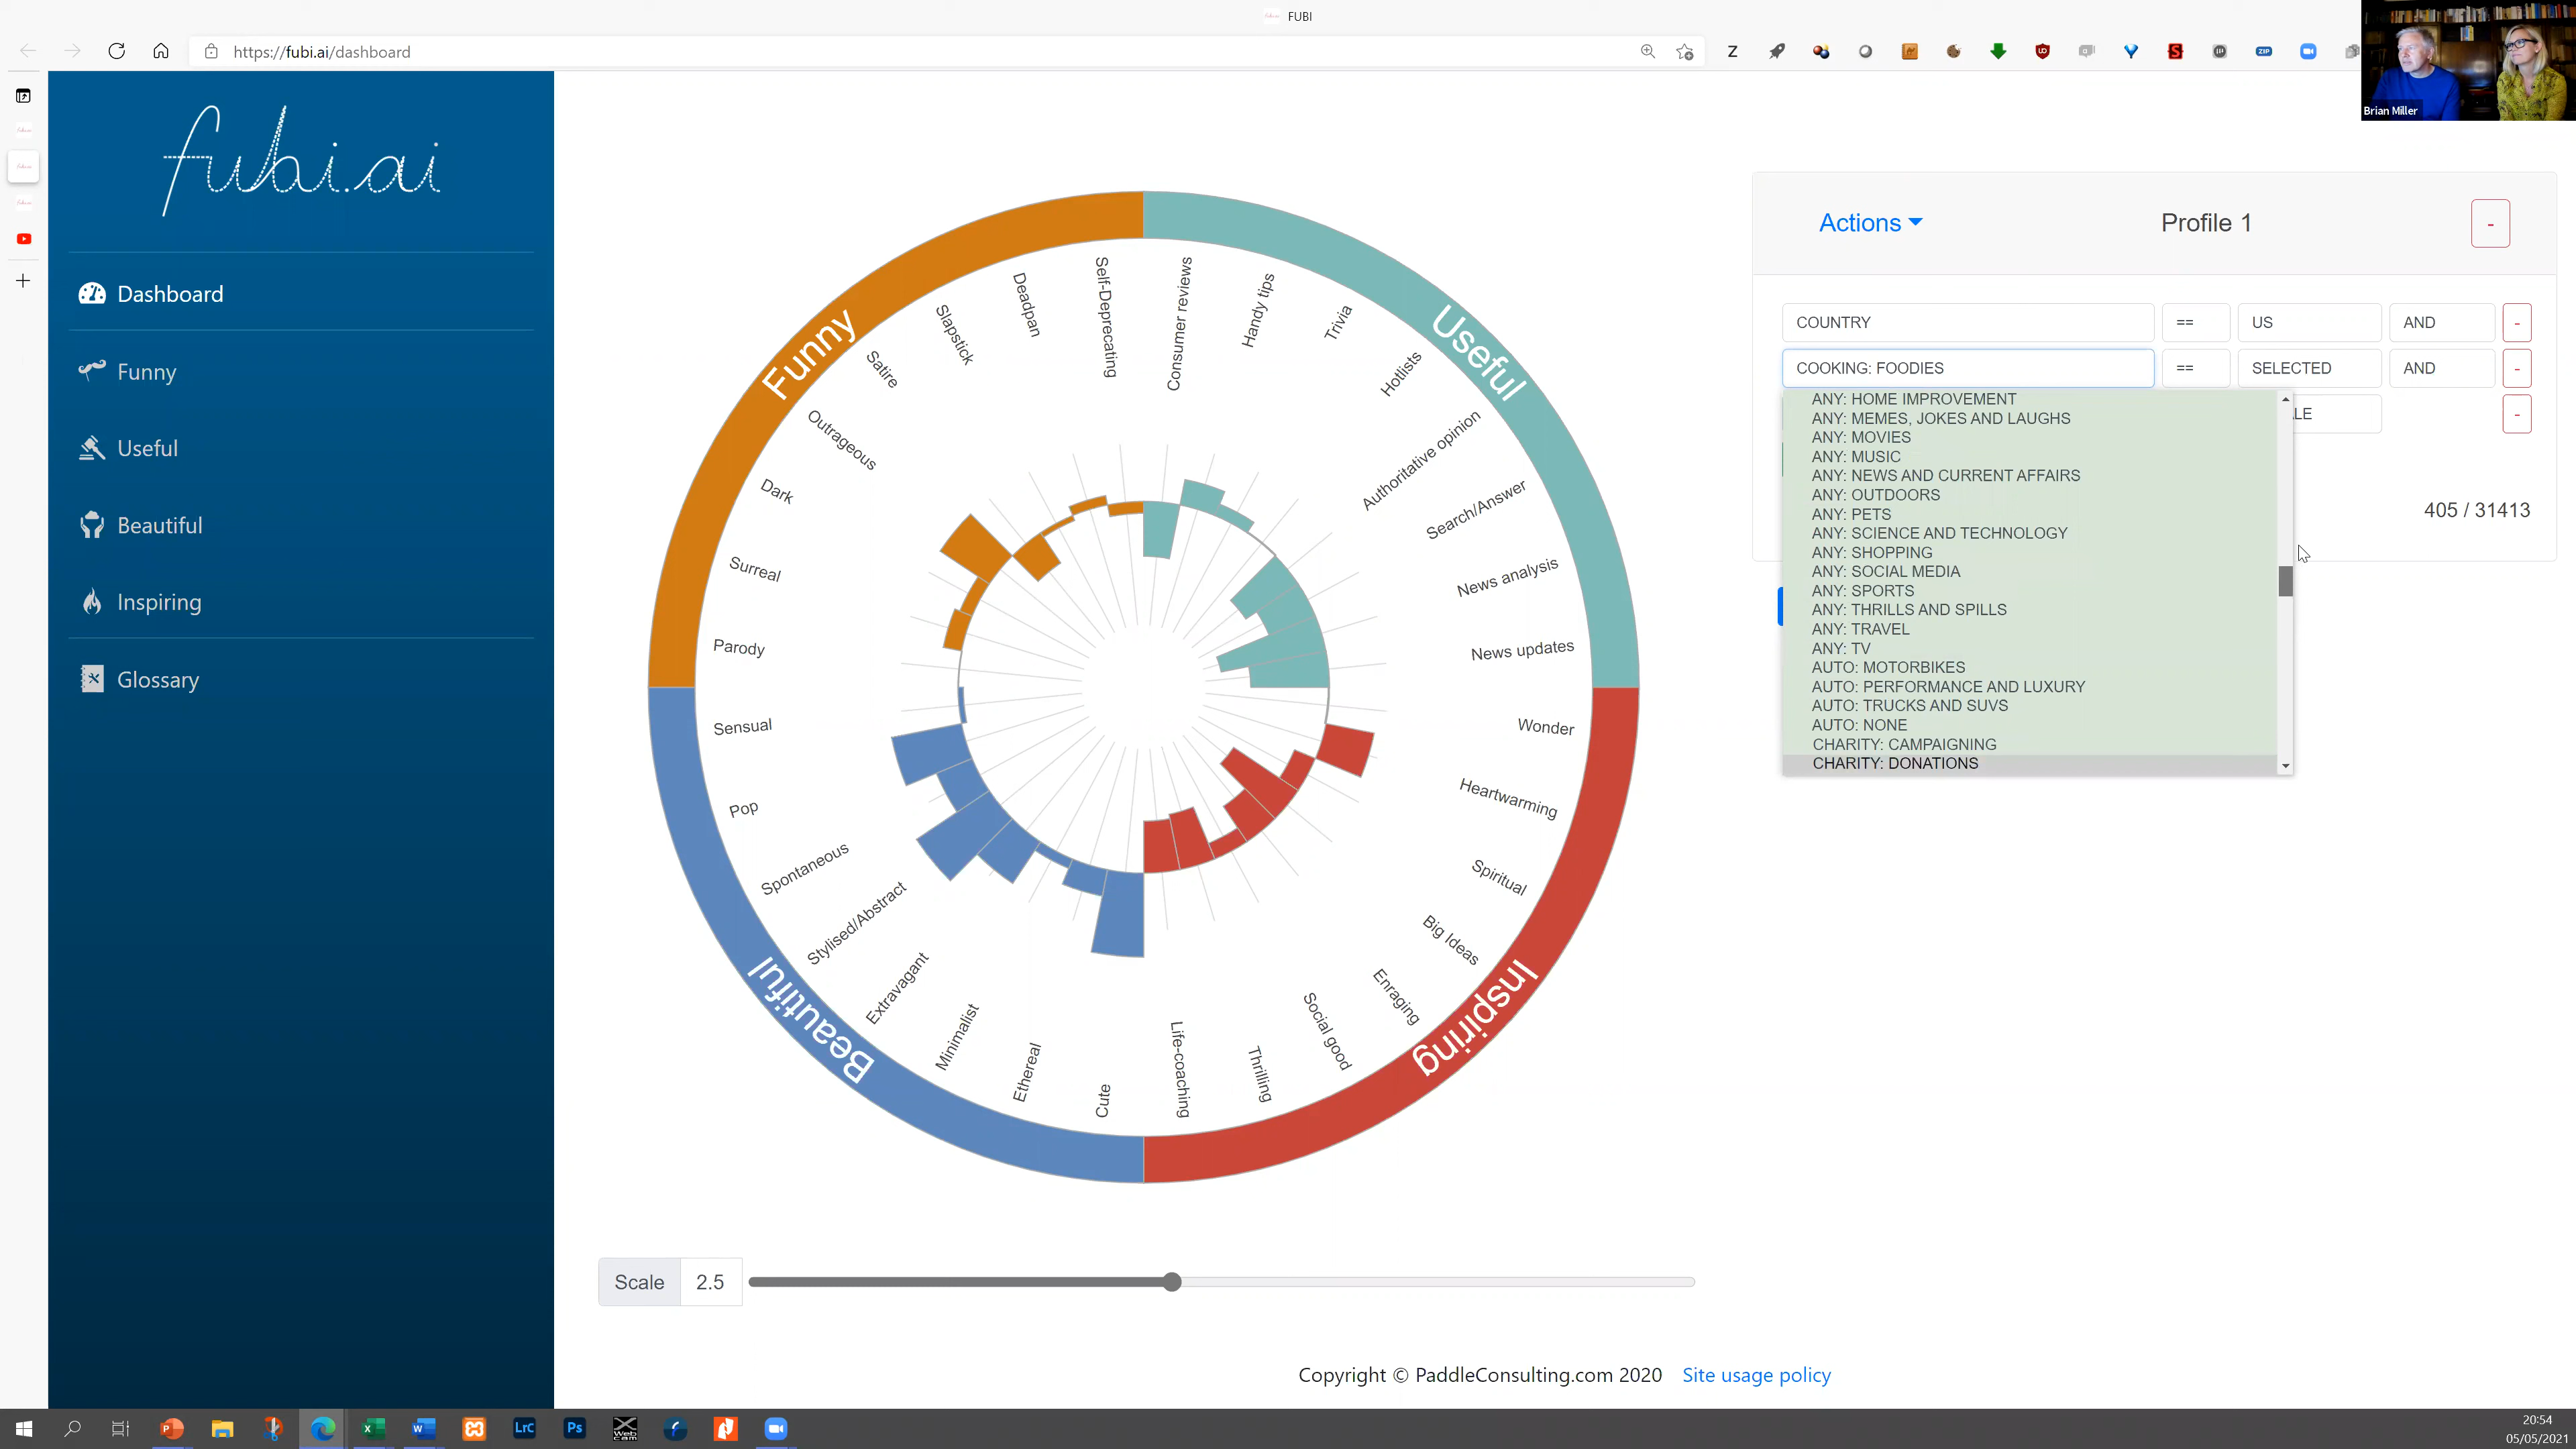 FUBI
https://fubi.ai/dashboard
Z
ZIP
Brian Miller
fubi.ai
Dashboard
Funny
Useful
Beautiful
Inspiring
Glossary
Funny
Useful
Beautiful
Inspiring
Self-Deprecating
Deadpan
Slapstick
Satire
Outrageous
Dark
Surreal
Parody
Consumer reviews
Handy tips
Trivia
Hotlists
Authoritative opinion
Search/Answer
News analysis
News updates
Wonder
Heartwarming
Spiritual
Big Ideas
Enraging
Social good
Thrilling
Life-coaching
Sensual
Pop
Spontaneous
Stylised/Abstract
Extravagant
Minimalist
Ethereal
Cute
Scale 2.5
Actions Profile 1 -
COUNTRY == US AND -
COOKING: FOODIES == SELECTED AND -
LE -
ANY: HOME IMPROVEMENT
ANY: MEMES, JOKES AND LAUGHS
ANY: MOVIES
ANY: MUSIC
ANY: NEWS AND CURRENT AFFAIRS
ANY: OUTDOORS
ANY: PETS
ANY: SCIENCE AND TECHNOLOGY
ANY: SHOPPING
ANY: SOCIAL MEDIA
ANY: SPORTS
ANY: THRILLS AND SPILLS
ANY: TRAVEL
ANY: TV
AUTO: MOTORBIKES
AUTO: PERFORMANCE AND LUXURY
AUTO: TRUCKS AND SUVS
AUTO: NONE
CHARITY: CAMPAIGNING
CHARITY: DONATIONS
405 / 31413
Copyright © PaddleConsulting.com 2020 Site usage policy
LrC
Ps
Web
cam
20:54
05/05/2021